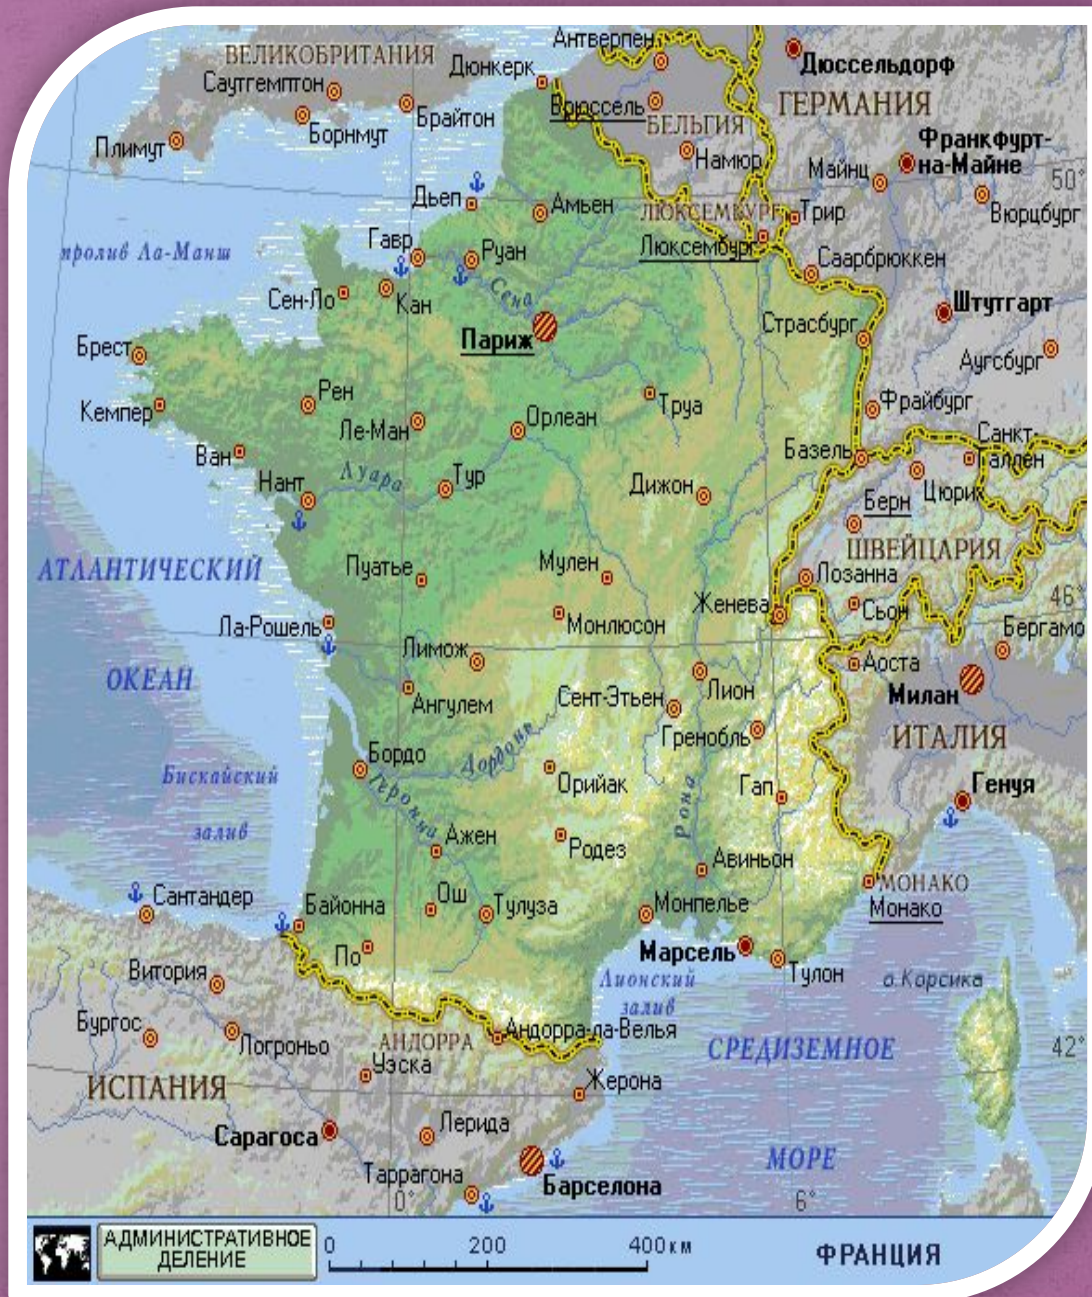 Антверпен
ВЕЛИКОБРИТАНИЯ
Дюнкерк
Дюссельдорф
Саутгемптон
Брюссель
ГЕРМАНИЯ
Борнмут
Брайтон
БЕЛЬГИЯ
Плимут
Намюр
Франкфурт-
на-Майне
Майнц
50°
Дьеп
Амьен
ЛЮКСЕМБУРГ
Трир
Вюрцбург
Гавр
Руан
Люксембург
пролив Ла-Манш
Саарбрюккен
Сен-Ло
Кан
Сена
Штутгарт
Париж
Страсбург
Брест
Аугсбург
Рен
Труа
Кемпер
Ле-Ман
Орлеан
Фрайбург
Ван
Базель
Санкт-
Галлен
Нант
Луара
Тур
Дижон
Берн
Цюрих
АТЛАНТИЧЕСКИЙ
Пуатье
Мулен
ШВЕЙЦАРИЯ
Лозанна
Женева
46°
Ла-Рошель
Монлюсон
Сьон
Бергамо
Лимож
Аоста
ОКЕАН
Ангулем
Сент-Этьен
Лион
Милан
Гренобль
ИТАЛИЯ
Бордо
Дордонь
Бискайский
залив
Орийак
Гап
Генуя
Геронна
Рона
Ажен
Родез
Авиньон
Сантандер
Байонна
Ош
Тулуза
Монпелье
МОНАКО
Монако
По
Марсель
Витория
Тулон
Лионский
залив
о.Корсика
Бургос
Логроньо
АНДОРРА
Андорра-ла-Велья
СРЕДИЗЕМНОЕ
42°
Уэска
ИСПАНИЯ
Жерона
Сарагоса
Лерида
МОРЕ
Таррагона
Барселона
0°
6°
АДМИНИСТРАТИВНОЕ
ДЕЛЕНИЕ
0 200 400км
ФРАНЦИЯ